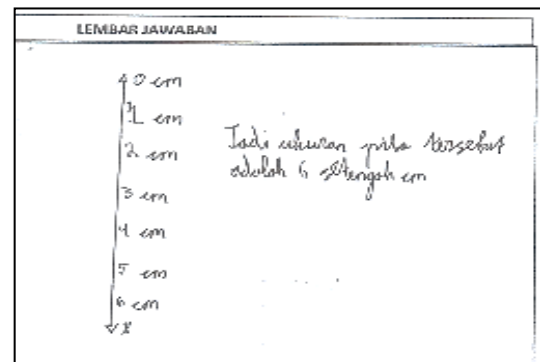 LEMBAR JAWABAN
0 cm
1 cm
2 cm
Jadi ukuran pita tersebut
adalah 6 setengah cm
3 cm
4 cm
5 cm
6 cm